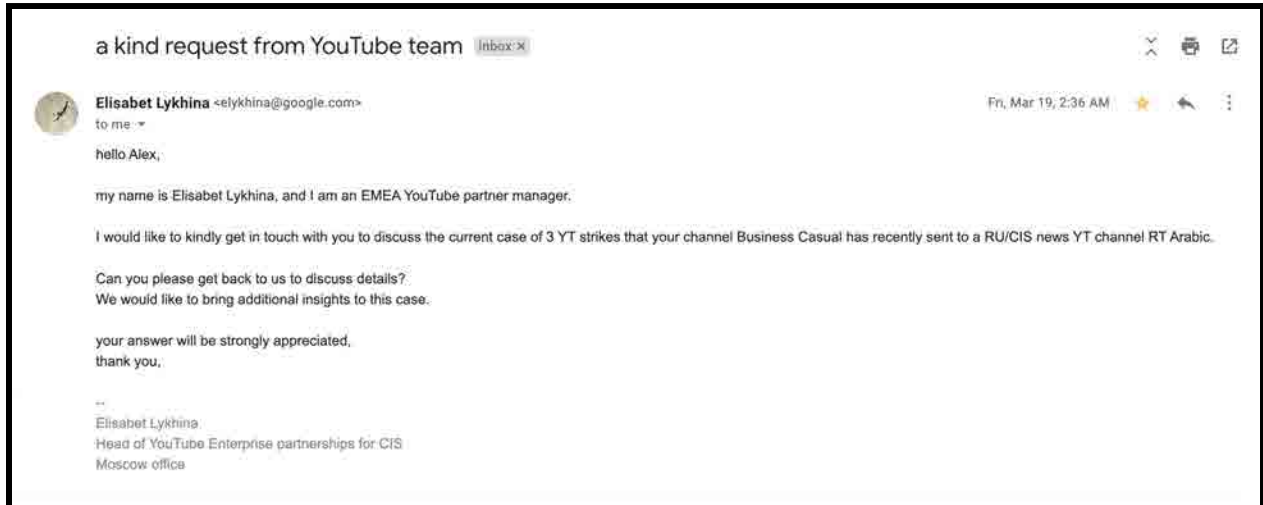 a kind request from YouTube team Inbox x
Elisabet Lykhina <elykhina@google.com> Fri, Mar 19, 2:36 AM
to me
hello Alex,
my name is Elisabet Lykhina, and I am an EMEA YouTube partner manager.
I would like to kindly get in touch with you to discuss the current case of 3 YT strikes that your channel Business Casual has recently sent to a RU/CIS news YT channel RT Arabic.
Can you please get back to us to discuss details?
We would like to bring additional insights to this case.
your answer will be strongly appreciated,
thank you,
--
Elisabet Lykhina
Head of YouTube Enterprise partnerships for CIS
Moscow office